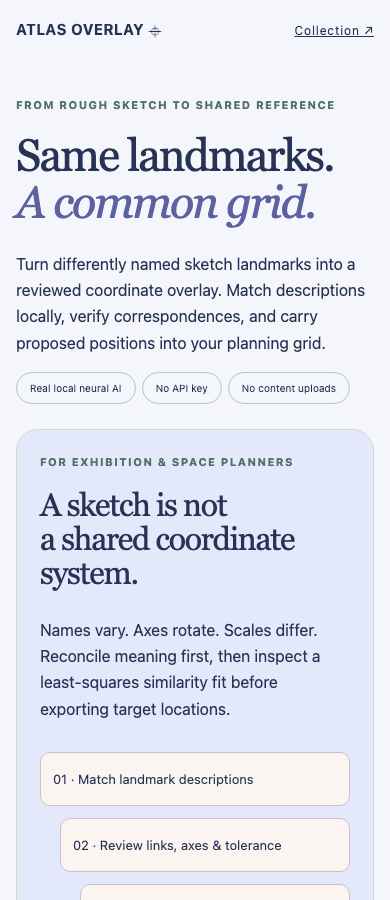 ATLAS OVERLAY
Collection ↗
FROM ROUGH SKETCH TO SHARED REFERENCE
Same landmarks.
A common grid.
Turn differently named sketch landmarks into a
reviewed coordinate overlay. Match descriptions
locally, verify correspondences, and carry
proposed positions into your planning grid.
Real local neural AI
No API key
No content uploads
FOR EXHIBITION & SPACE PLANNERS
A sketch is not
a shared coordinate
system.
Names vary. Axes rotate. Scales differ.
Reconcile meaning first, then inspect a
least-squares similarity fit before
exporting target locations.
01 · Match landmark descriptions
02 · Review links, axes & tolerance